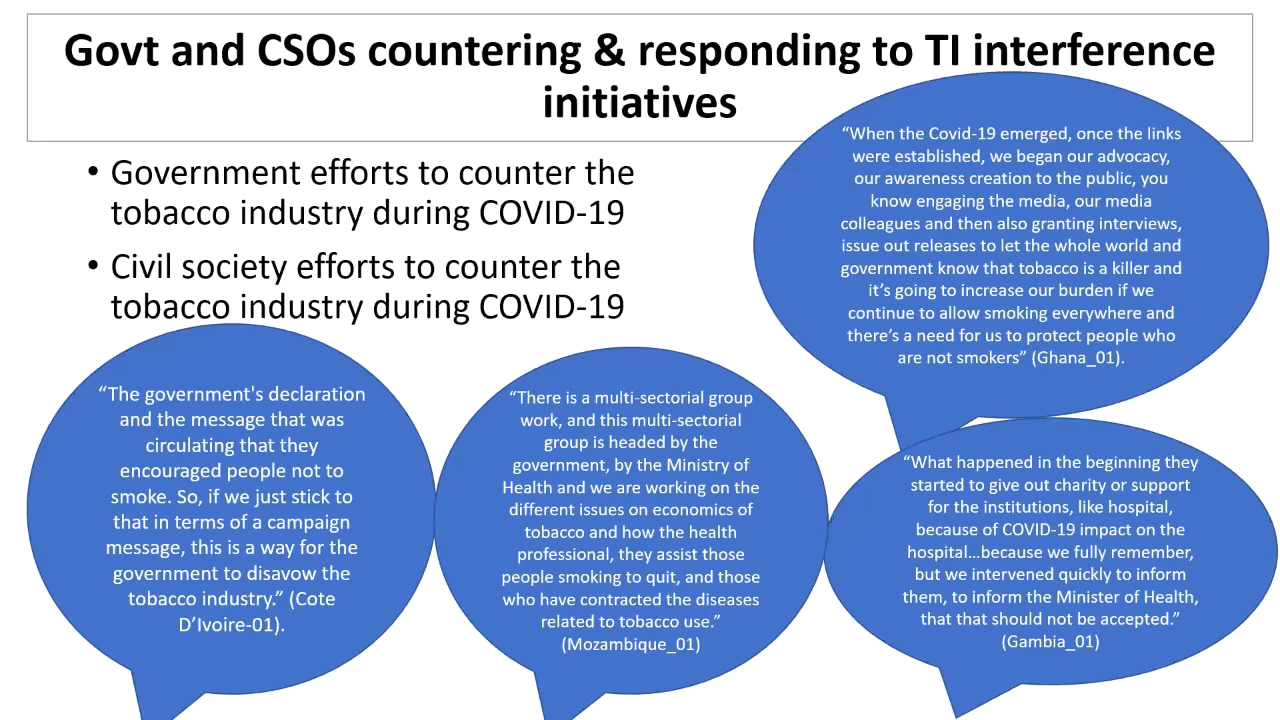 Govt and CSOs countering & responding to TI interference
initiatives
• Government efforts to counter the
tobacco industry during COVID-19
• Civil society efforts to counter the
tobacco industry during COVID-19
“When the Covid-19 emerged, once the links
were established, we began our advocacy,
our awareness creation to the public, you
know engaging the media, our media
colleagues and then also granting interviews,
issue out releases to let the whole world and
government know that tobacco is a killer and
it’s going to increase our burden if we
continue to allow smoking everywhere and
there’s a need for us to protect people who
are not smokers” (Ghana_01).
“The government's declaration
and the message that was
circulating that they
encouraged people not to
smoke. So, if we just stick to
that in terms of a campaign
message, this is a way for the
government to disavow the
tobacco industry.” (Cote
D’Ivoire-01).
“There is a multi-sectorial group
work, and this multi-sectorial
group is headed by the
government, by the Ministry of
Health and we are working on the
different issues on economics of
tobacco and how the health
professional, they assist those
people smoking to quit, and those
who have contracted the diseases
related to tobacco use.”
(Mozambique_01)
“What happened in the beginning they
started to give out charity or support
for the institutions, like hospital,
because of COVID-19 impact on the
hospital…because we fully remember,
but we intervened quickly to inform
them, to inform the Minister of Health,
that that should not be accepted.”
(Gambia_01)